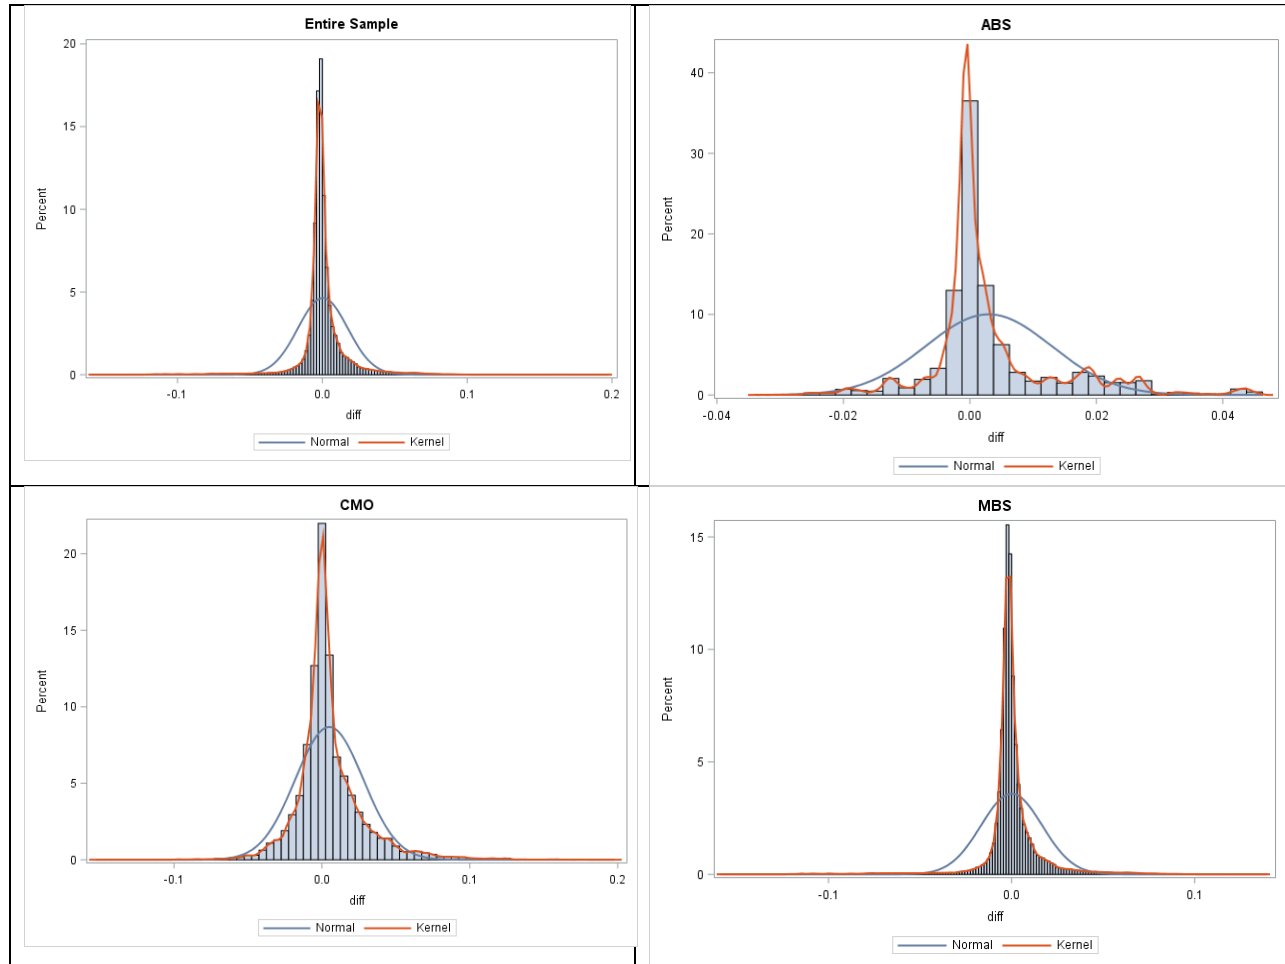 Entire Sample
20
15
10
5
0
Percent
-0.1 0.0 0.1 0.2
diff
Normal Kernel
ABS
40
30
20
10
0
Percent
-0.04 -0.02 0.00 0.02 0.04
diff
Normal Kernel
CMO
20
15
10
5
0
Percent
-0.1 0.0 0.1 0.2
diff
Normal Kernel
MBS
15
10
5
0
Percent
-0.1 0.0 0.1
diff
Normal Kernel